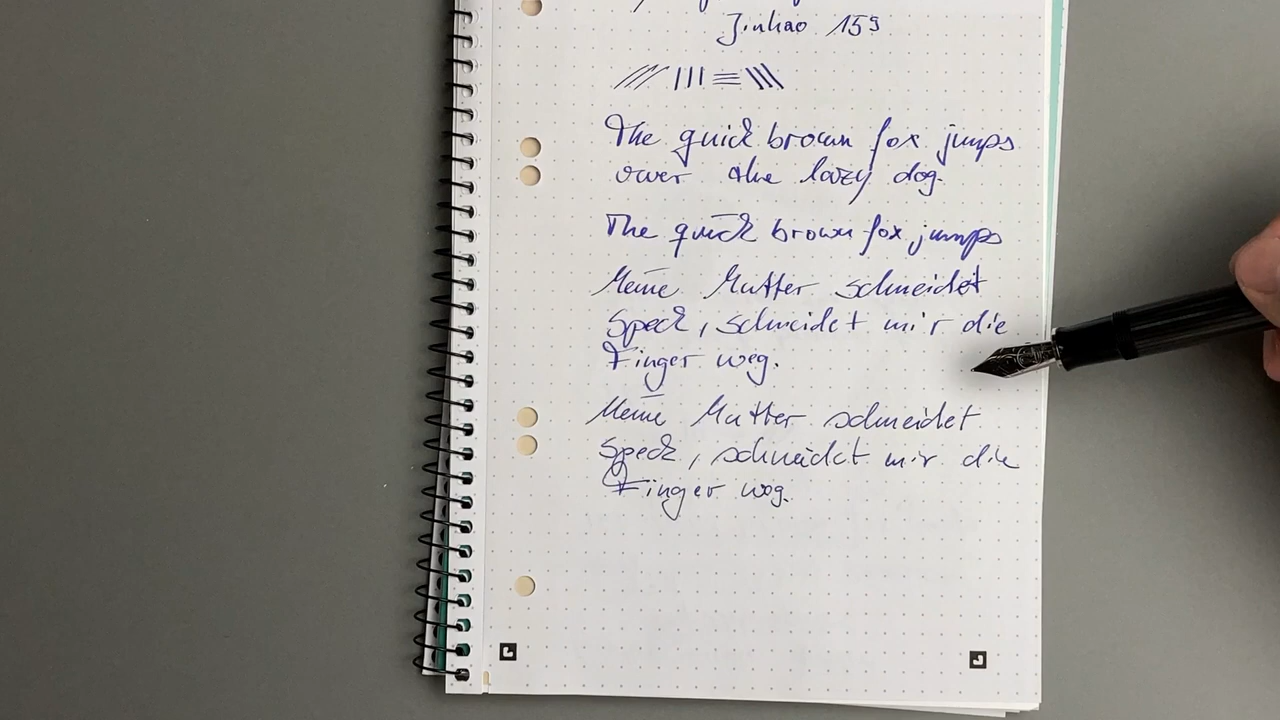 Jinhao 159
The quick brown fox jumps
over the lazy dog.
The quick brown fox jumps
Meine Mutter schneidet
Speck, schneidet mir die
Finger weg.
Meine Mutter schneidet
Speck, schneidet mir die
Finger weg.